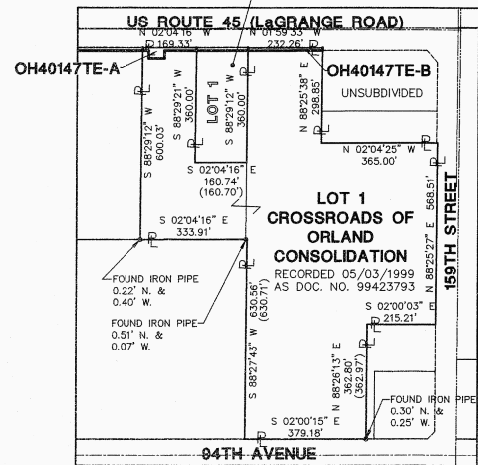 US ROUTE 45 (LaGRANGE ROAD)
N 02°04'16" W
169.33'
N 01°59'33" W
232.26'
OH40147TE-A
OH40147TE-B
UNSUBDIVIDED
S 88°29'12" W
600.03'
S 88°29'21" W
360.00'
LOT 1
S 88°29'12" W
360.00'
N 88°25'38" E
298.85'
N 02°04'25" W
365.00'
S 02°04'16" E
160.74'
(160.70')
LOT 1
CROSSROADS OF
ORLAND
CONSOLIDATION
RECORDED 05/03/1999
AS DOC. NO. 99423793
N 88°25'27" E 568.51'
159TH STREET
S 02°04'16" E
333.91'
FOUND IRON PIPE
0.22' N. &
0.40' W.
FOUND IRON PIPE
0.51' N. &
0.07' W.
S 88°27'43" W 630.56'
(630.71')
S 02°00'03" E
215.21'
N 88°26'13" E
362.80'
(362.97')
FOUND IRON PIPE
0.30' N. &
0.25' W.
S 02°00'15" E
379.18'
94TH AVENUE